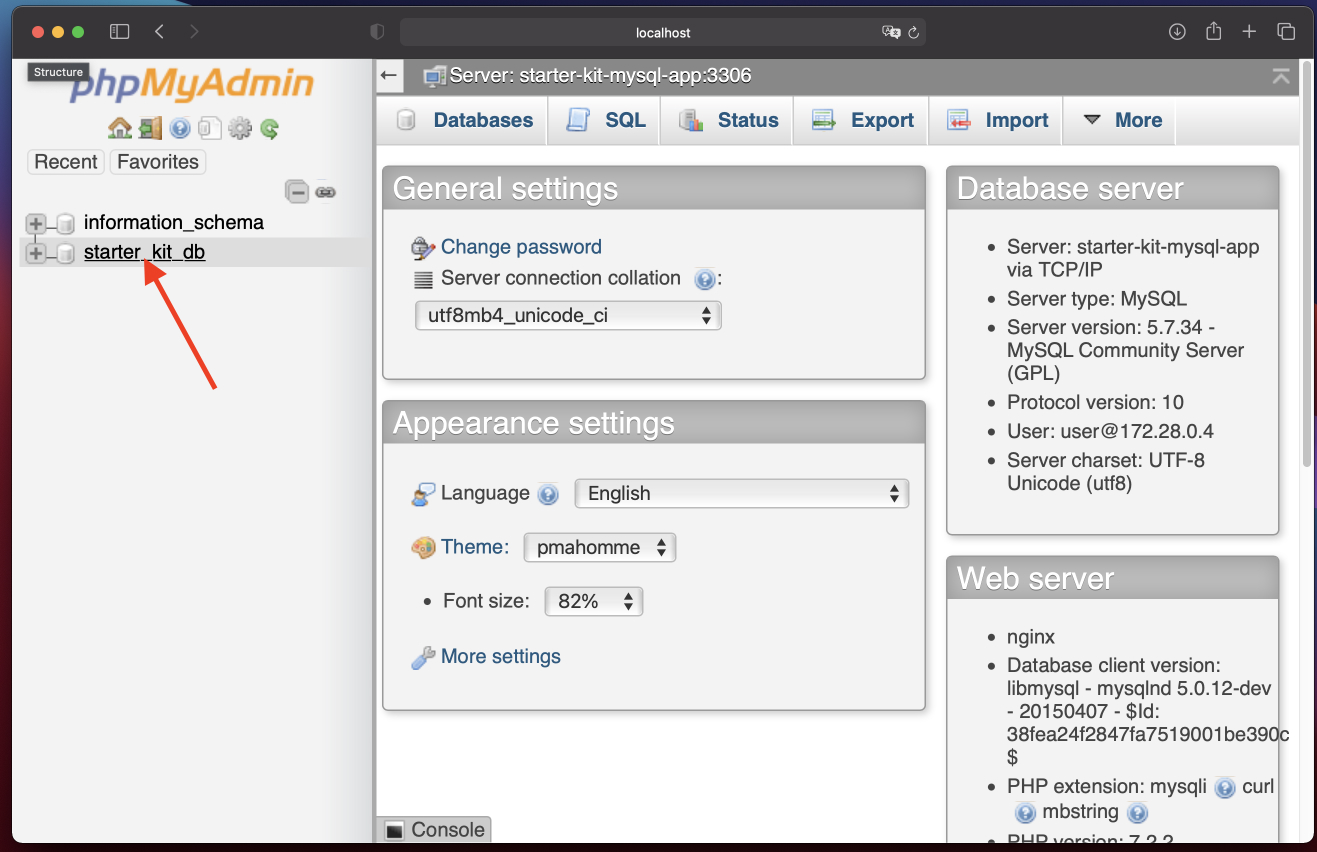 localhost
Structure
phpMyAdmin
Recent
Favorites
information_schema
starter_kit_db
Server: starter-kit-mysql-app:3306
Databases
SQL
Status
Export
Import
More
General settings
Change password
Server connection collation :
utf8mb4_unicode_ci
Appearance settings
Language
English
Theme:
pmahomme
Font size:
82%
More settings
Database server
Server: starter-kit-mysql-app
via TCP/IP
Server type: MySQL
Server version: 5.7.34 -
MySQL Community Server
(GPL)
Protocol version: 10
User: user@172.28.0.4
Server charset: UTF-8
Unicode (utf8)
Web server
nginx
Database client version:
libmysql - mysqlnd 5.0.12-dev
- 20150407 - $Id:
38fea24f2847fa7519001be390c
$
PHP extension: mysqli curl
mbstring
PHP version: 7.2.2
Console